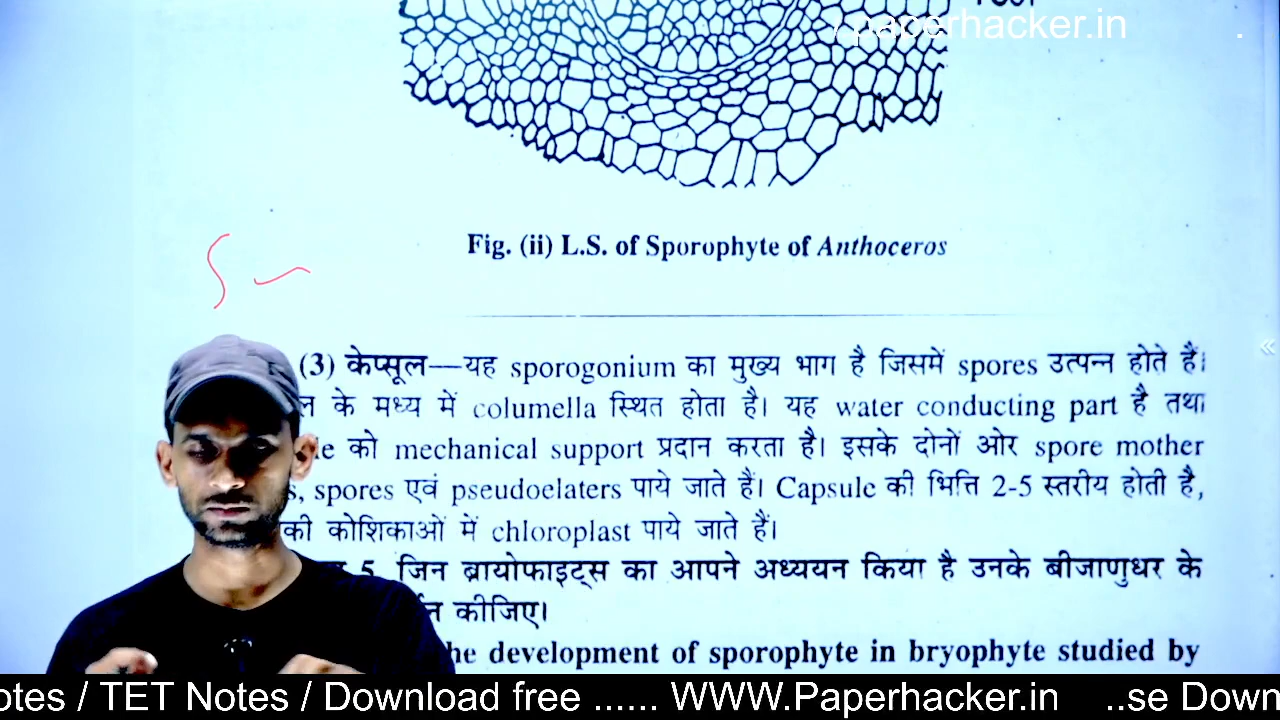 / paperhacker.in
Fig. (ii) L.S. of Sporophyte of Anthoceros
(3) केप्सूल—यह sporogonium का मुख्य भाग है जिसमें spores उत्पन्न होते हैं।
के मध्य में columella स्थित होता है। यह water conducting part है तथा
को mechanical support प्रदान करता है। इसके दोनों ओर spore mother
spores एवं pseudoelaters पाये जाते हैं। Capsule की भित्ति 2-5 स्तरीय होती है,
की कोशिकाओं में chloroplast पाये जाते हैं।
5. जिन ब्रायोफाइट्स का आपने अध्ययन किया है उनके बीजाणुधर के
कीजिए।
the development of sporophyte in bryophyte studied by
otes / TET Notes / Download free ...... WWW.Paperhacker.in ..se Down